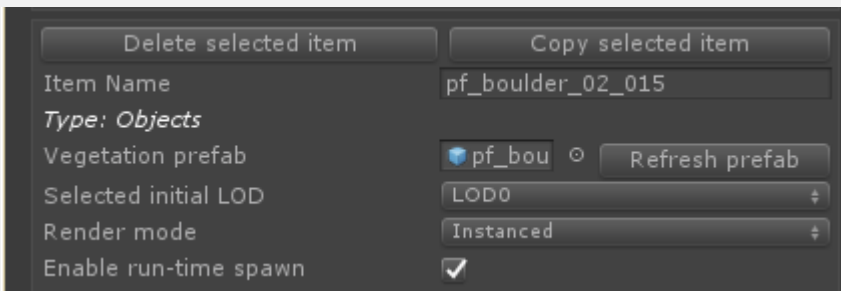 Delete selected item Copy selected item
Item Name pf_boulder_02_015
Type: Objects
Vegetation prefab pf_bou Refresh prefab
Selected initial LOD LOD0
Render mode Instanced
Enable run-time spawn